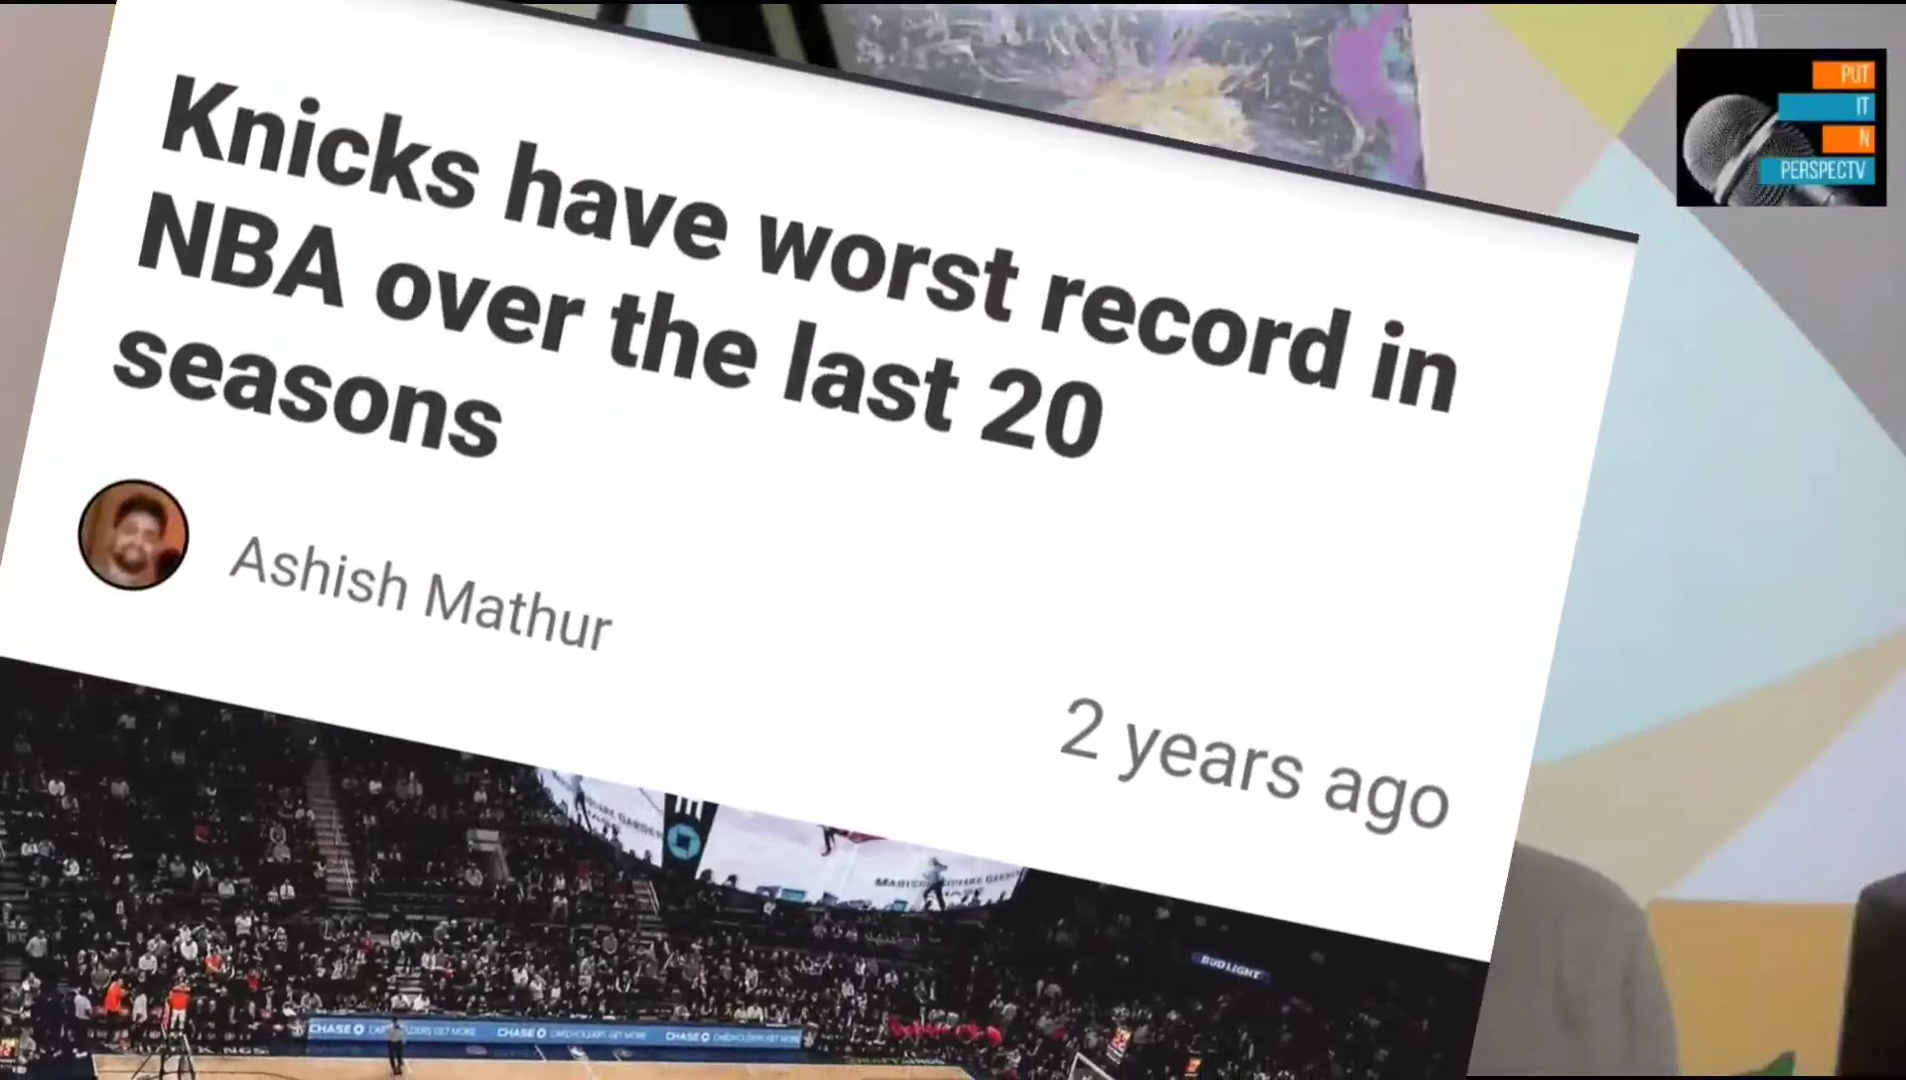 Knicks have worst record in
NBA over the last 20
seasons
Ashish Mathur
2 years ago
PUT
IT
N
PERSPECTV
BUD LIGHT
CHASE
CHASE
CHASE